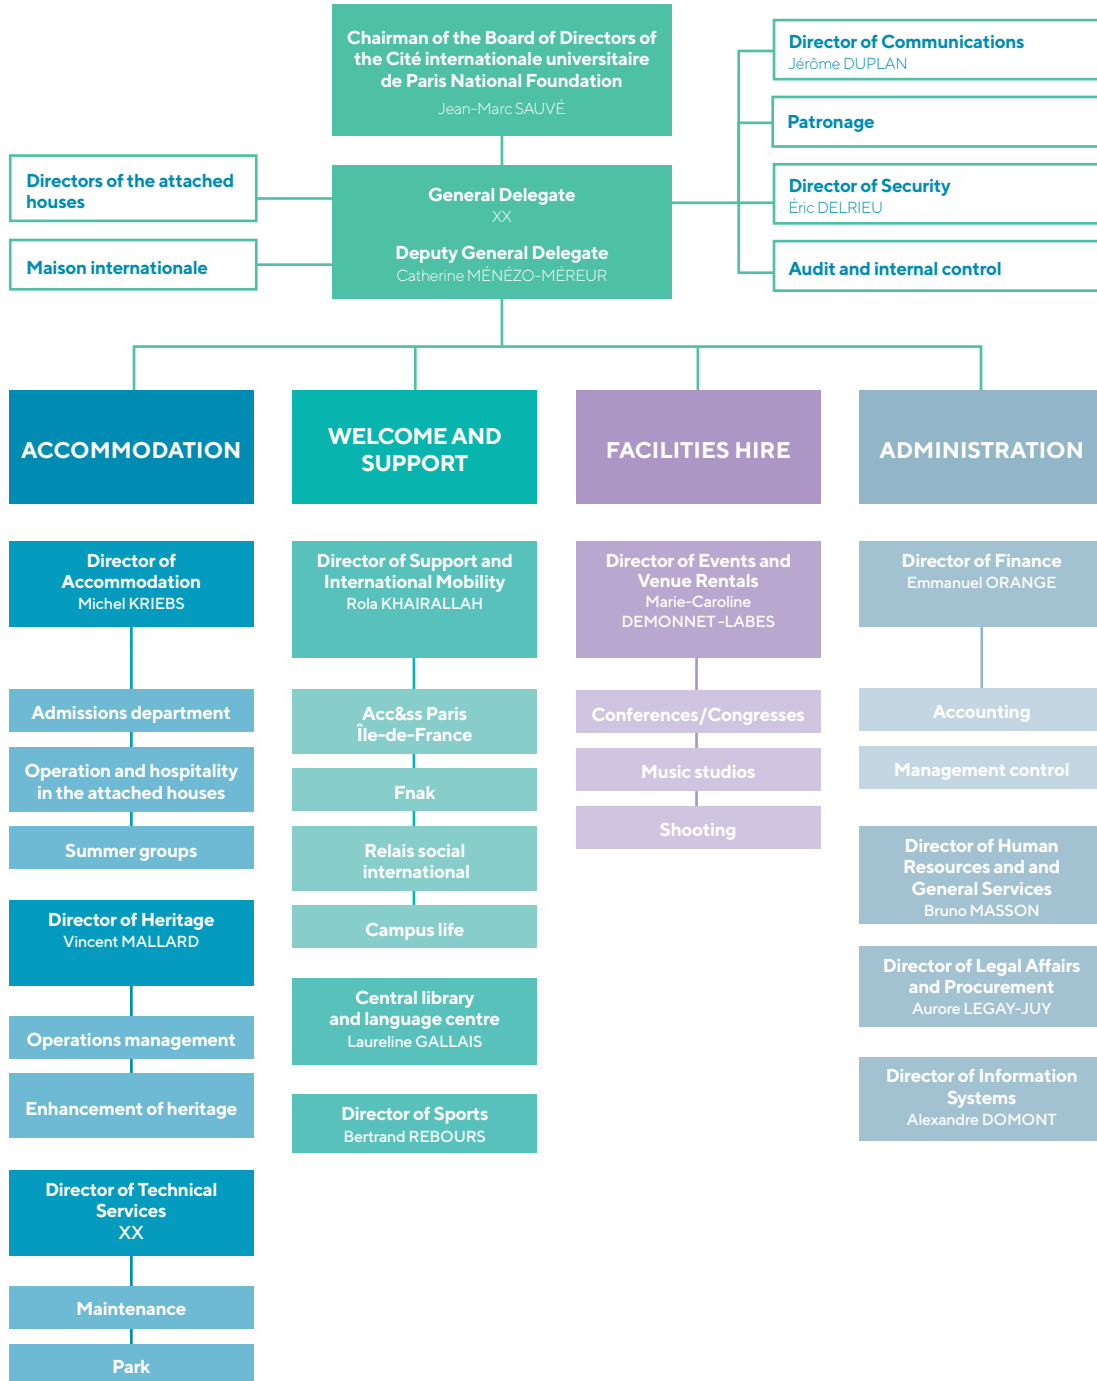 Chairman of the Board of Directors of
the Cité internationale universitaire
de Paris National Foundation
Jean-Marc SAUVÉ
Director of Communications
Jérôme DUPLAN
Patronage
Director of Security
Éric DELRIEU
Audit and internal control
Directors of the attached
houses
Maison internationale
General Delegate
XX
Deputy General Delegate
Catherine MÉNÉZO-MÉREUR
ACCOMMODATION
Director of
Accommodation
Michel KRIEBS
Admissions department
Operation and hospitality
in the attached houses
Summer groups
Director of Heritage
Vincent MALLARD
Operations management
Enhancement of heritage
Director of Technical
Services
XX
Maintenance
Park
WELCOME AND
SUPPORT
Director of Support and
International Mobility
Rola KHAIRALLAH
Acc&ss Paris
Île-de-France
Fnak
Relais social
international
Campus life
Central library
and language centre
Laureline GALLAIS
Director of Sports
Bertrand REBOURS
FACILITIES HIRE
Director of Events and
Venue Rentals
Marie-Caroline
DEMONNET-LABES
Conferences/Congresses
Music studios
Shooting
ADMINISTRATION
Director of Finance
Emmanuel ORANGE
Accounting
Management control
Director of Human
Resources and and
General Services
Bruno MASSON
Director of Legal Affairs
and Procurement
Aurore LEGAY-JUY
Director of Information
Systems
Alexandre DOMONT